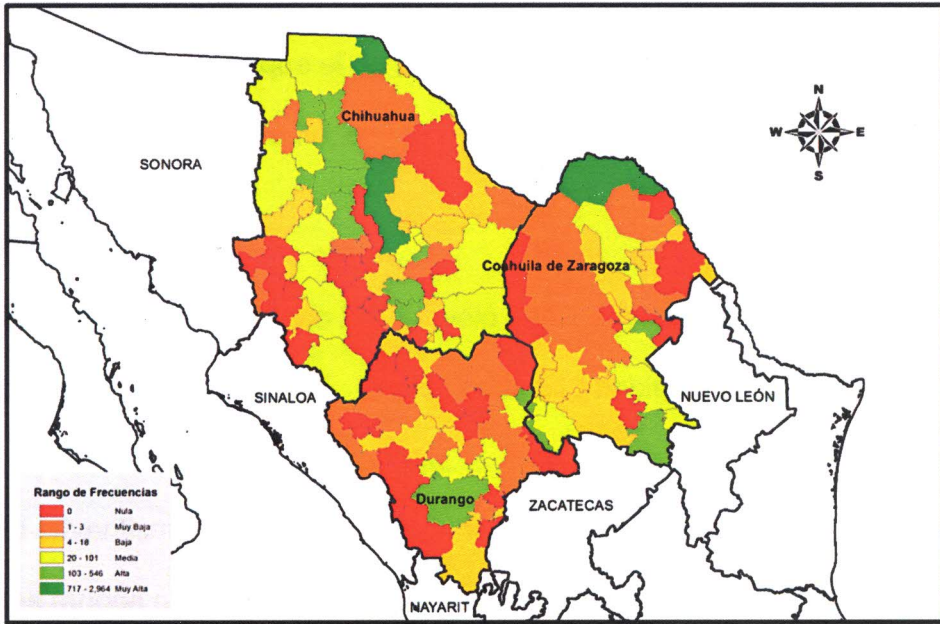 N
W E
S
Chihuahua
SONORA
Coahuila de Zaragoza
SINALOA
NUEVO LEÓN
Rango de Frecuencias
0 Nula
1 - 3 Muy Baja
4 - 18 Baja
20 - 101 Media
103 - 546 Alta
717 - 2,964 Muy Alta
Durango
ZACATECAS
NAYARIT